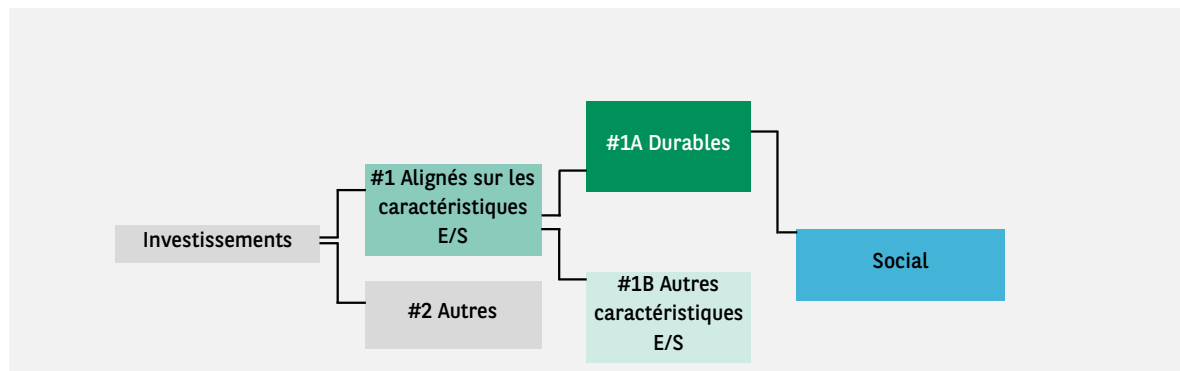 Investissements
#1 Alignés sur les
caractéristiques
E/S
#2 Autres
#1A Durables
#1B Autres
caractéristiques
E/S
Social